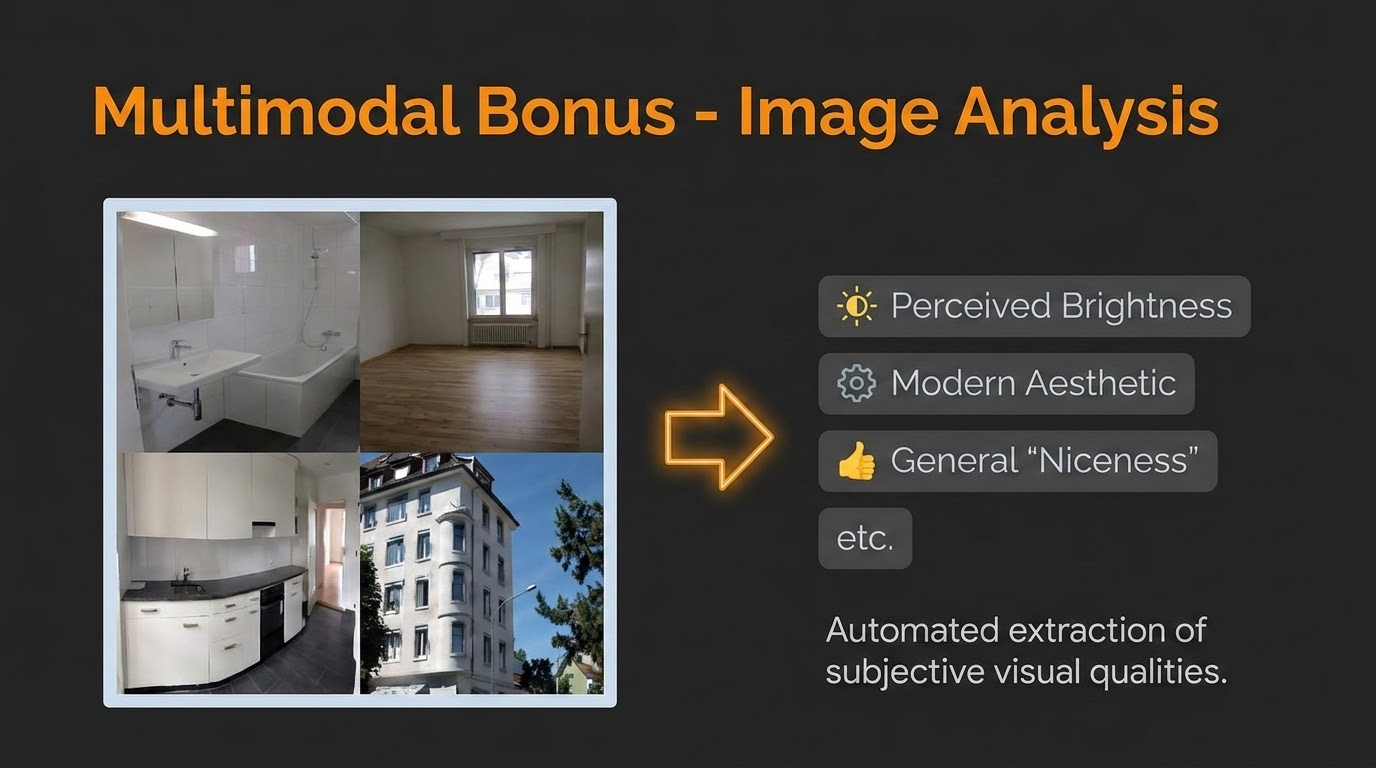 Multimodal Bonus - Image Analysis
Perceived Brightness
Modern Aesthetic
General “Niceness”
etc.
Automated extraction of
subjective visual qualities.